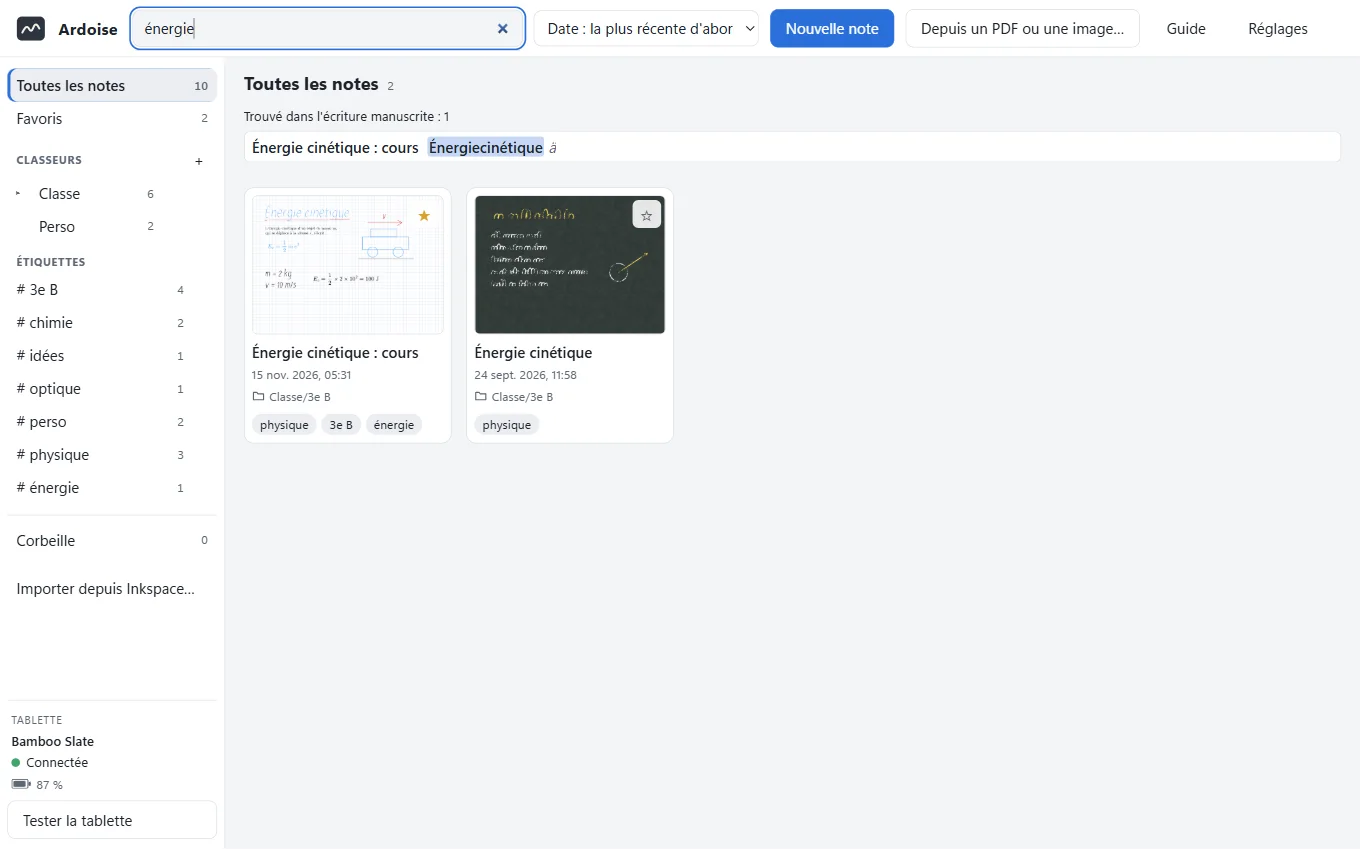 Ardoise
énergie
Date : la plus récente d'abor
Nouvelle note
Depuis un PDF ou une image...
Guide
Réglages
Toutes les notes 10
Favoris 2
CLASSEURS +
Classe 6
Perso 2
ÉTIQUETTES
# 3e B 4
# chimie 2
# idées 1
# optique 1
# perso 2
# physique 3
# énergie 1
Corbeille 0
Importer depuis Inkspace...
TABLETTE
Bamboo Slate
Connectée
87 %
Tester la tablette
Toutes les notes 2
Trouvé dans l'écriture manuscrite : 1
Énergie cinétique : cours Énergiecinétique ä
Énergie cinétique
v
m = 2 kg
v = 10 m/s
Énergie cinétique : cours
15 nov. 2026, 05:31
Classe/3e B
physique 3e B énergie
Énergie cinétique
24 sept. 2026, 11:58
Classe/3e B
physique